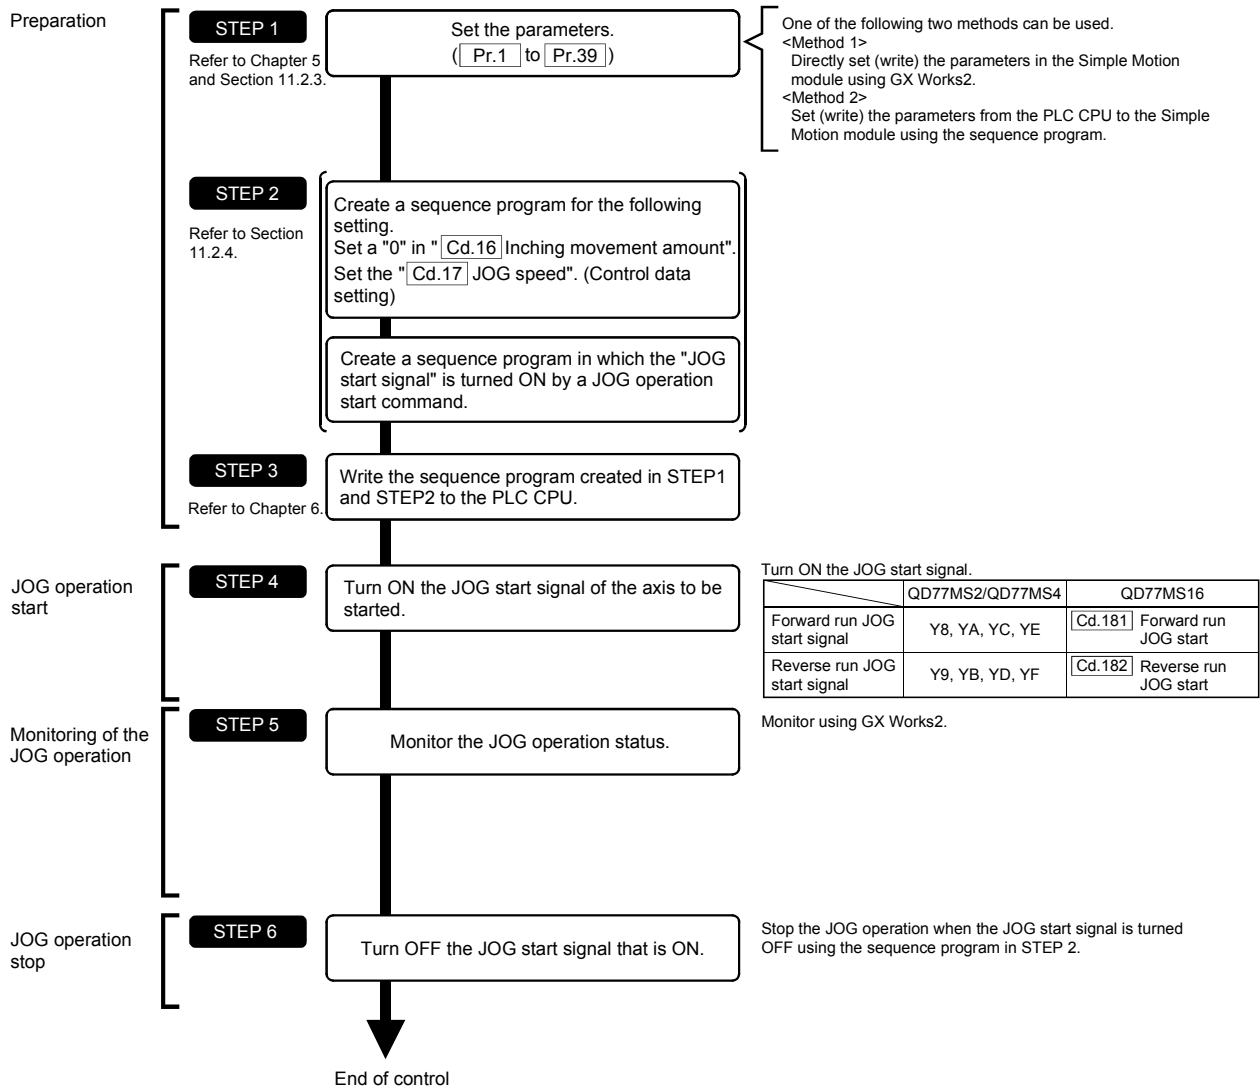 Preparation
STEP 1
Refer to Chapter 5
and Section 11.2.3.
Set the parameters.
( Pr.1 to Pr.39 )
One of the following two methods can be used.
<Method 1>
Directly set (write) the parameters in the Simple Motion
module using GX Works2.
<Method 2>
Set (write) the parameters from the PLC CPU to the Simple
Motion module using the sequence program.
STEP 2
Refer to Section
11.2.4.
Create a sequence program for the following
setting.
Set a "0" in " Cd.16 Inching movement amount".
Set the " Cd.17 JOG speed". (Control data
setting)
Create a sequence program in which the "JOG
start signal" is turned ON by a JOG operation
start command.
STEP 3
Refer to Chapter 6.
Write the sequence program created in STEP1
and STEP2 to the PLC CPU.
JOG operation
start
STEP 4
Turn ON the JOG start signal of the axis to be
started.
Turn ON the JOG start signal.
QD77MS2/QD77MS4 QD77MS16
Forward run JOG
start signal
Y8, YA, YC, YE
Cd.181 Forward run
JOG start
Reverse run JOG
start signal
Y9, YB, YD, YF
Cd.182 Reverse run
JOG start
Monitoring of the
JOG operation
STEP 5
Monitor the JOG operation status.
Monitor using GX Works2.
JOG operation
stop
STEP 6
Turn OFF the JOG start signal that is ON.
Stop the JOG operation when the JOG start signal is turned
OFF using the sequence program in STEP 2.
End of control